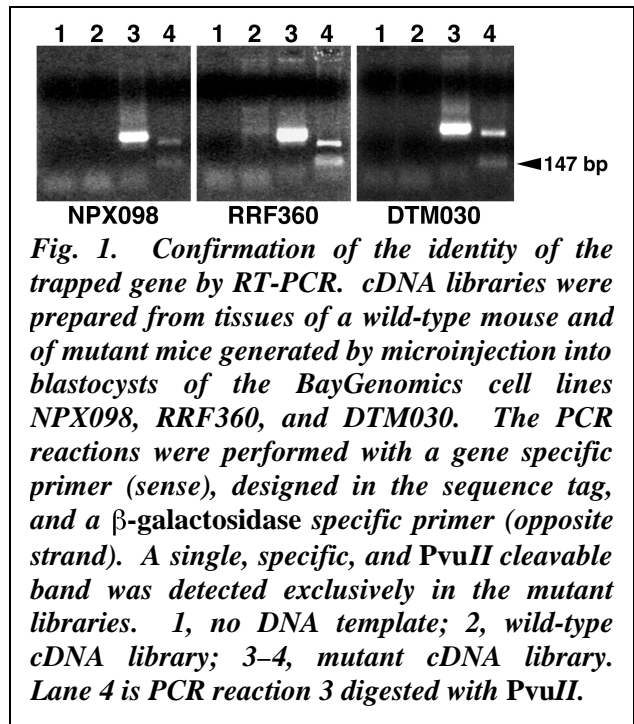 1 2 3 4 1 2 3 4 1 2 3 4
147 bp
NPX098 RRF360 DTM030
Fig. 1. Confirmation of the identity of the
trapped gene by RT-PCR. cDNA libraries were
prepared from tissues of a wild-type mouse and
of mutant mice generated by microinjection into
blastocysts of the BayGenomics cell lines
NPX098, RRF360, and DTM030. The PCR
reactions were performed with a gene specific
primer (sense), designed in the sequence tag,
and a β-galactosidase specific primer (opposite
strand). A single, specific, and PvuII cleavable
band was detected exclusively in the mutant
libraries. 1, no DNA template; 2, wild-type
cDNA library; 3–4, mutant cDNA library.
Lane 4 is PCR reaction 3 digested with PvuII.